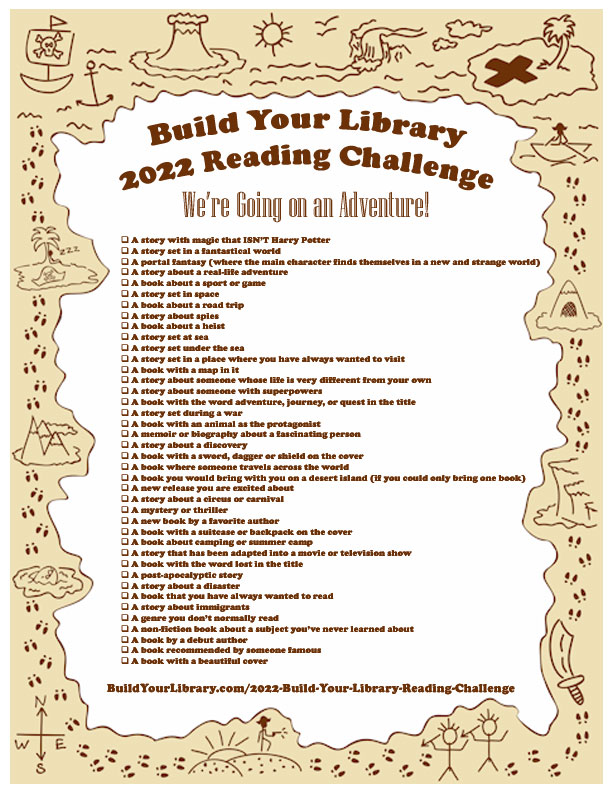 Build Your Library
2022 Reading Challenge
We're Going on an Adventure!
❑ A story with magic that ISN'T Harry Potter
❑ A story set in a fantastical world
❑ A portal fantasy (where the main character finds themselves in a new and strange world)
❑ A story about a real-life adventure
❑ A book about a sport or game
❑ A story set in space
❑ A book about a road trip
❑ A story about spies
❑ A book about a heist
❑ A story set at sea
❑ A story set under the sea
❑ A story set in a place where you have always wanted to visit
❑ A book with a map in it
❑ A story about someone whose life is very different from your own
❑ A story about someone with superpowers
❑ A book with the word adventure, journey, or quest in the title
❑ A story set during a war
❑ A book with an animal as the protagonist
❑ A memoir or biography about a fascinating person
❑ A story about a discovery
❑ A book with a sword, dagger or shield on the cover
❑ A book where someone travels across the world
❑ A book you would bring with you on a desert island (if you could only bring one book)
❑ A new release you are excited about
❑ A story about a circus or carnival
❑ A mystery or thriller
❑ A new book by a favorite author
❑ A book with a suitcase or backpack on the cover
❑ A book about camping or summer camp
❑ A story that has been adapted into a movie or television show
❑ A book with the word lost in the title
❑ A post-apocalyptic story
❑ A story about a disaster
❑ A book that you have always wanted to read
❑ A story about immigrants
❑ A genre you don't normally read
❑ A non-fiction book about a subject you've never learned about
❑ A book by a debut author
❑ A book recommended by someone famous
❑ A book with a beautiful cover
BuildYourLibrary.com/2022-Build-Your-Library-Reading-Challenge
zzz
N
W E
S